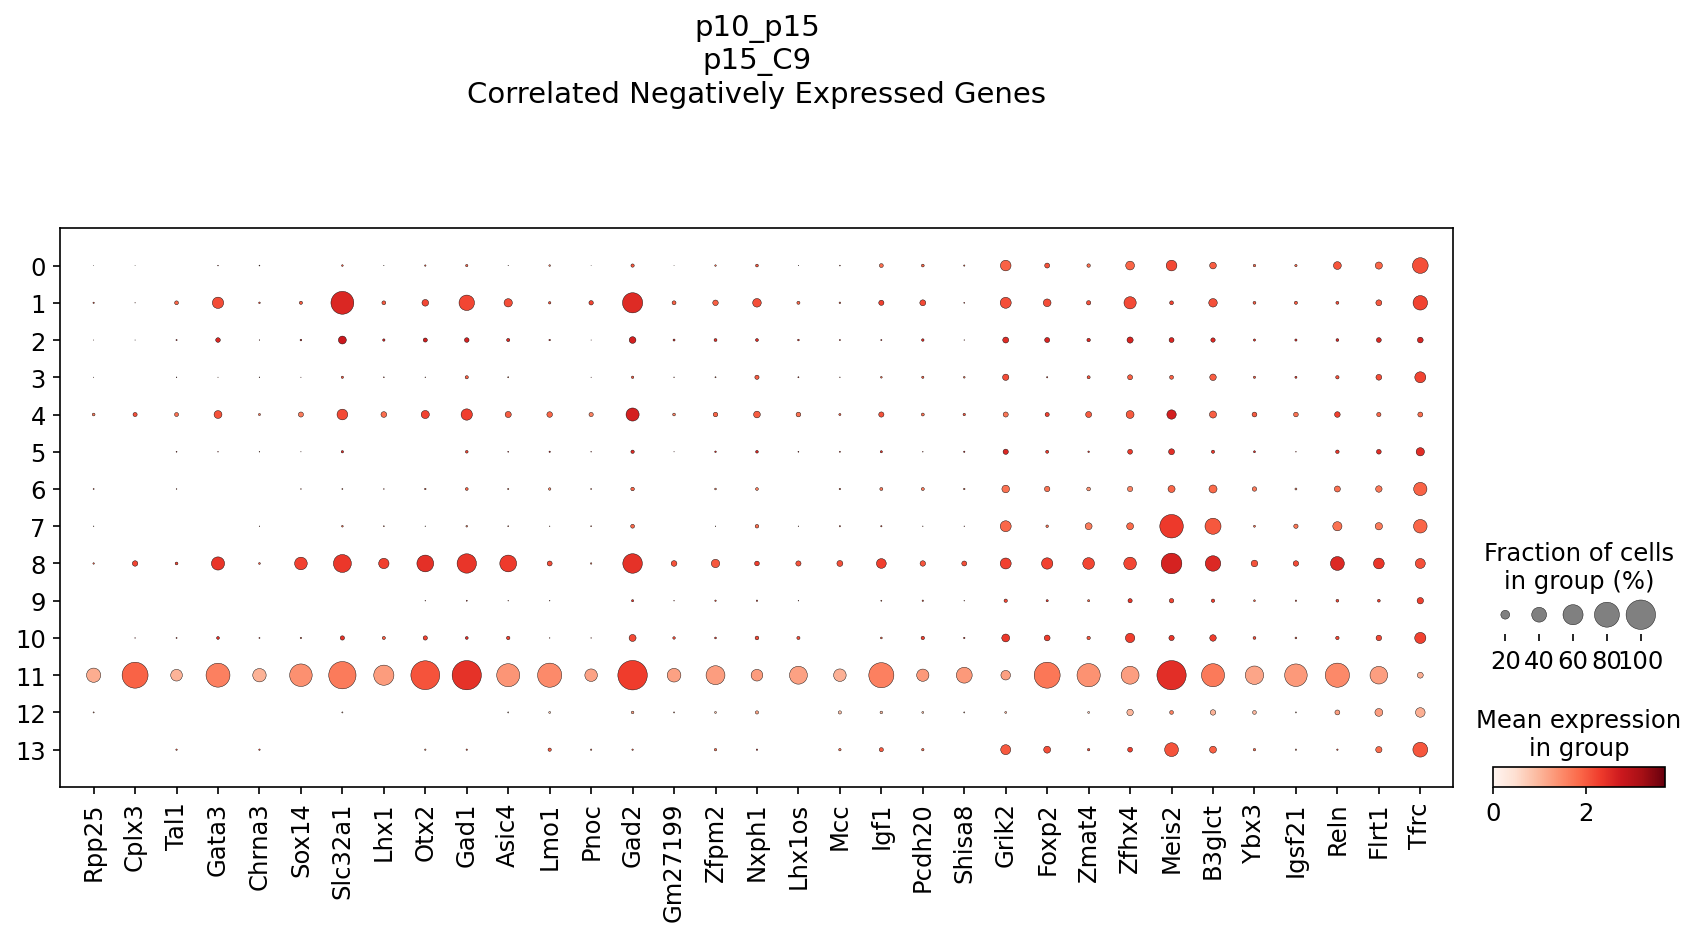 p10_p15
p15_C9
Correlated Negatively Expressed Genes
0
1
2
3
4
5
6
7
8
9
10
11
12
13
Rpp25 Cplx3 Tal1 Gata3 Chrna3 Sox14 Slc32a1 Lhx1 Otx2 Gad1 Asic4 Lmo1 Pnoc Gad2 Gm27199 Zfpm2 Nxph1 Lhx1os Mcc Igf1 Pcdh20 Shisa8 Grik2 Foxp2 Zmat4 Zfhx4 Meis2 B3glct Ybx3 Igsf21 Reln Flrt1 Tfrc
Fraction of cells
in group (%)
20 40 60 80 100
Mean expression
in group
0 2